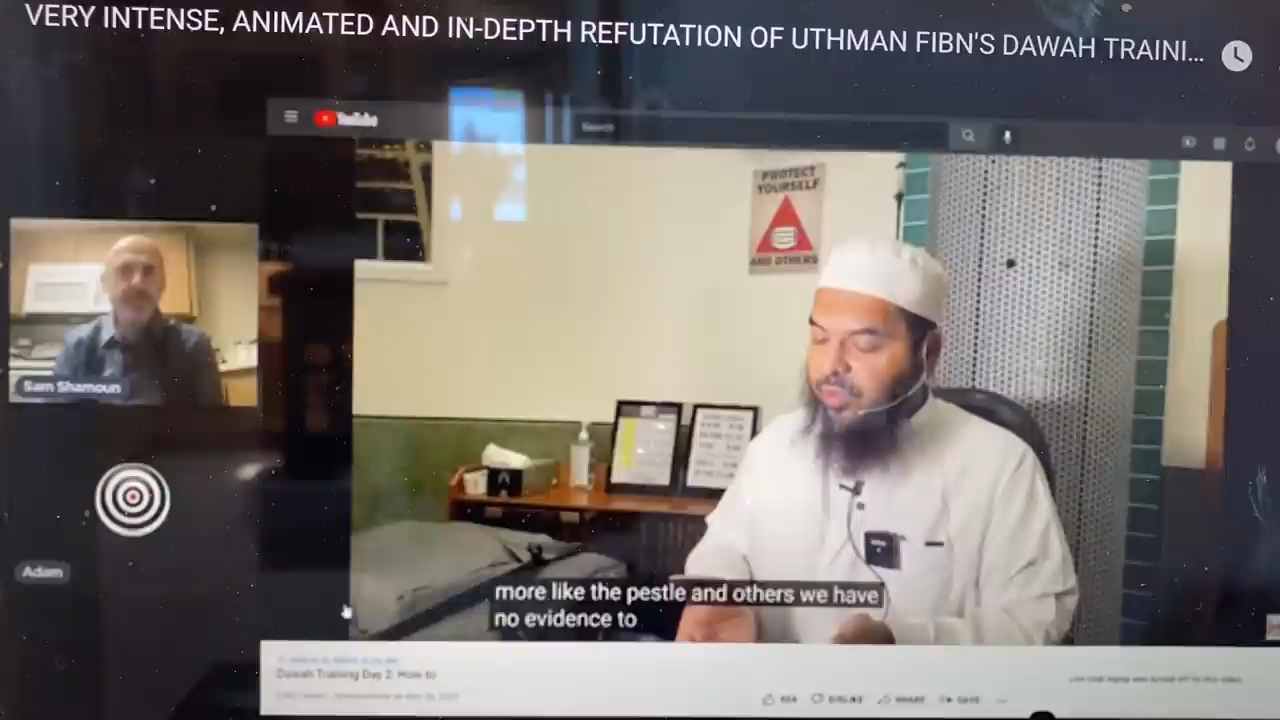 VERY INTENSE, ANIMATED AND IN-DEPTH REFUTATION OF UTHMAN FIBN'S DAWAH TRAINI...
YouTube
Search
PROTECT
YOURSELF
AND OTHERS
Sam Shamoun
Adam
more like the pestle and others we have
no evidence to
Dawah Training Day 2: How to
DISLIKE
SHARE
SAVE